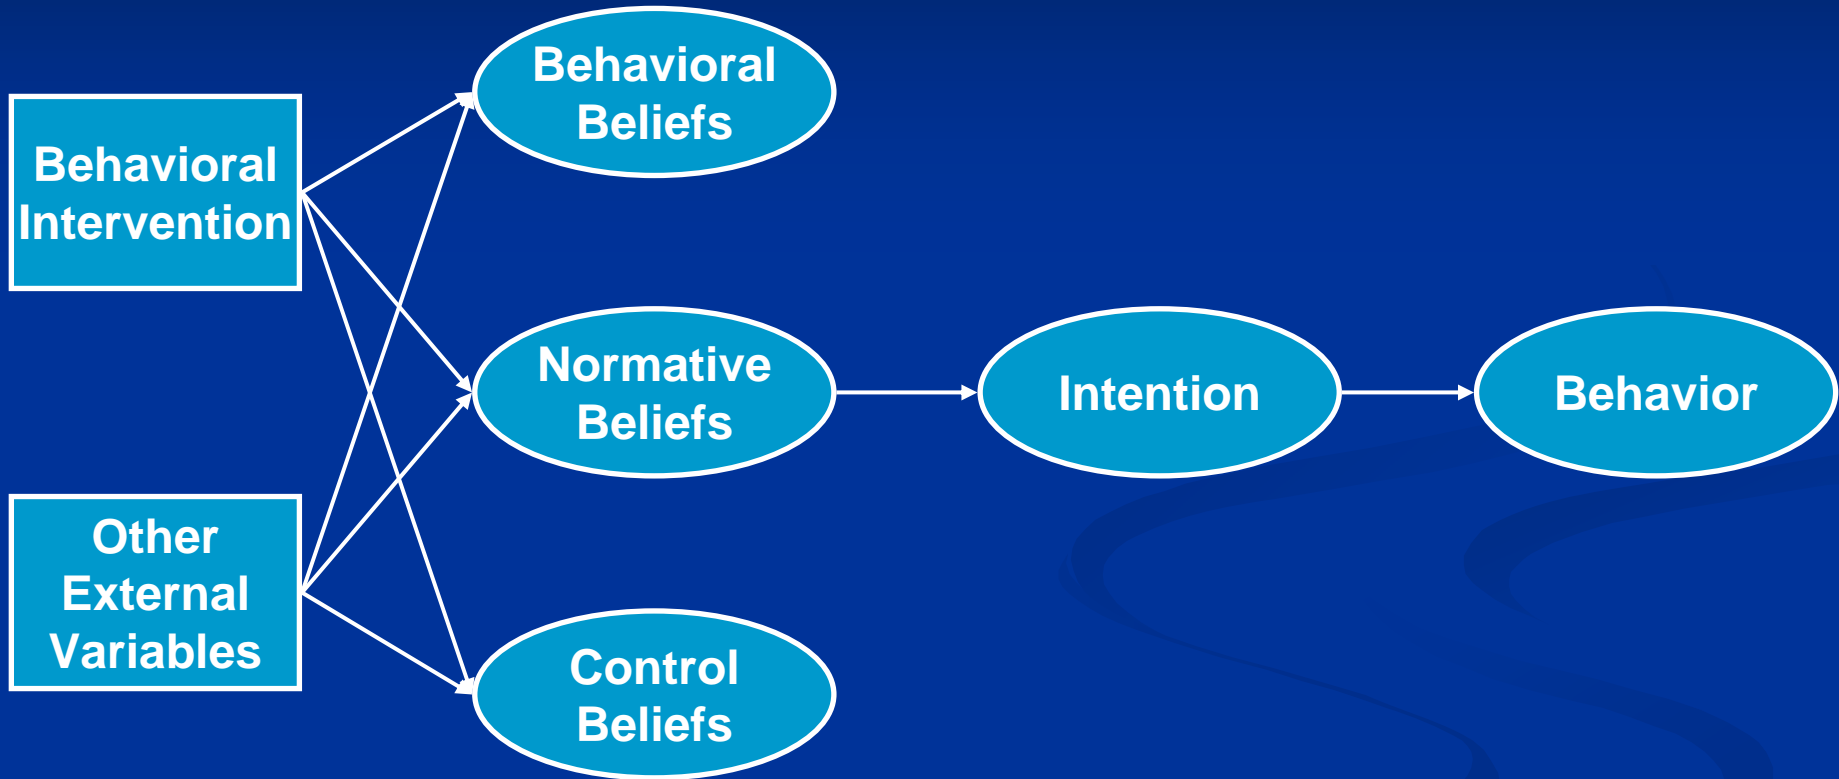 Behavioral
Beliefs
Behavioral
Intervention
Normative
Beliefs
Intention
Behavior
Other
External
Variables
Control
Beliefs